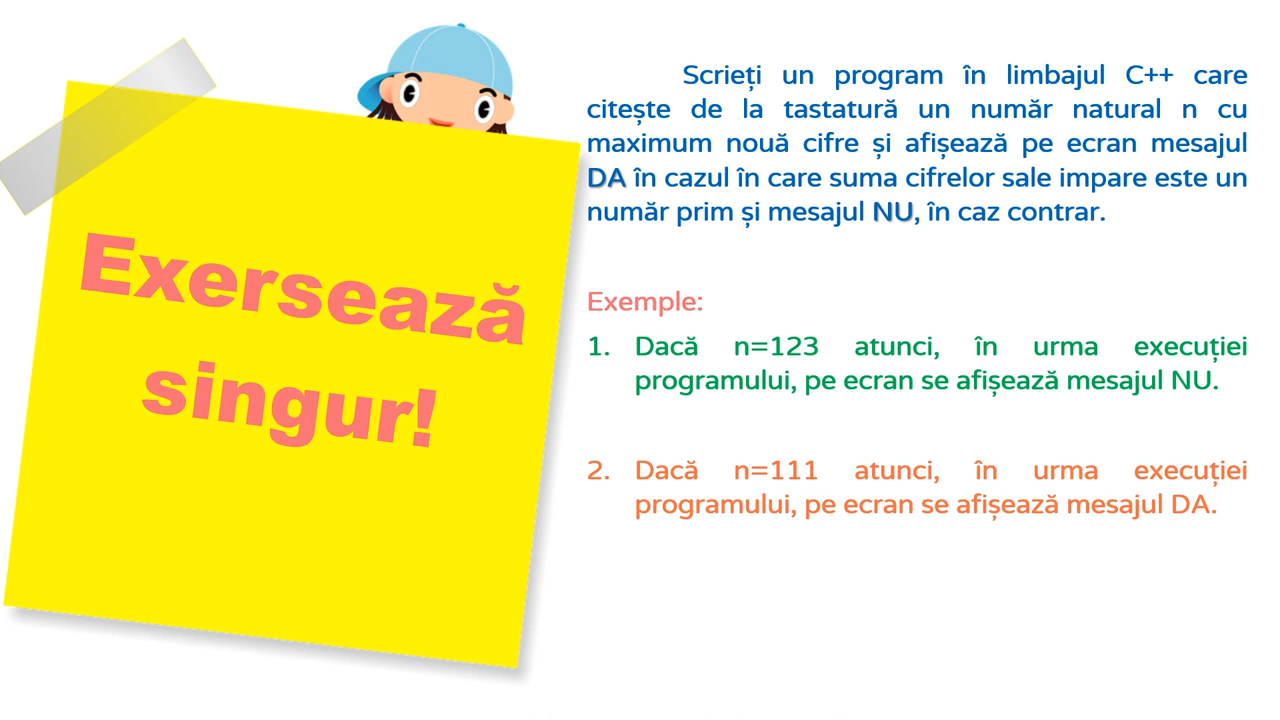 Exersează
singur!
Scrieți un program în limbajul C++ care
citește de la tastatură un număr natural n cu
maximum nouă cifre și afișează pe ecran mesajul
DA în cazul în care suma cifrelor sale impare este un
număr prim și mesajul NU, în caz contrar.
Exemple:
1. Dacă n=123 atunci, în urma execuției
programului, pe ecran se afișează mesajul NU.
2. Dacă n=111 atunci, în urma execuției
programului, pe ecran se afișează mesajul DA.